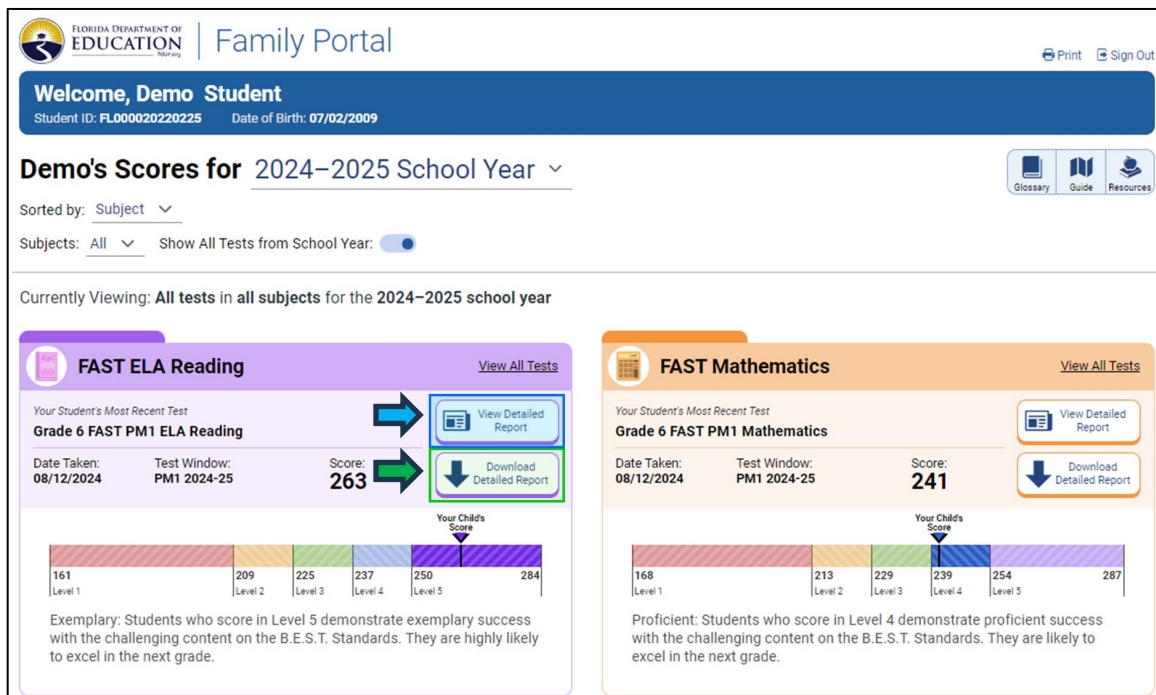 FLORIDA DEPARTMENT OF
EDUCATION
fldoe.org
Family Portal
Print
Sign Out
Welcome, Demo Student
Student ID: FL000020220225 Date of Birth: 07/02/2009
Demo's Scores for 2024–2025 School Year
Glossary
Guide
Resources
Sorted by: Subject
Subjects: All Show All Tests from School Year:
Currently Viewing: All tests in all subjects for the 2024–2025 school year
FAST ELA Reading
View All Tests
Your Student's Most Recent Test
Grade 6 FAST PM1 ELA Reading
View Detailed
Report
Date Taken: Test Window: Score:
08/12/2024 PM1 2024-25 263
Download
Detailed Report
Your Child's
Score
161 209 225 237 250 284
Level 1 Level 2 Level 3 Level 4 Level 5
Exemplary: Students who score in Level 5 demonstrate exemplary success
with the challenging content on the B.E.S.T. Standards. They are highly likely
to excel in the next grade.
FAST Mathematics
View All Tests
Your Student's Most Recent Test
Grade 6 FAST PM1 Mathematics
View Detailed
Report
Date Taken: Test Window: Score:
08/12/2024 PM1 2024-25 241
Download
Detailed Report
Your Child's
Score
168 213 229 239 254 287
Level 1 Level 2 Level 3 Level 4 Level 5
Proficient: Students who score in Level 4 demonstrate proficient success
with the challenging content on the B.E.S.T. Standards. They are likely to
excel in the next grade.